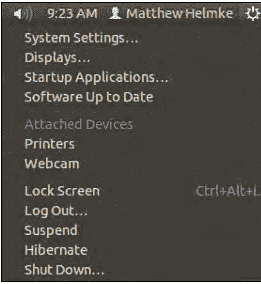 9:23 AM Matthew Helmke
System Settings...
Displays...
Startup Applications...
Software Up to Date
Attached Devices
Printers
Webcam
Lock Screen Ctrl+Alt+L
Log Out...
Suspend
Hibernate
Shut Down...